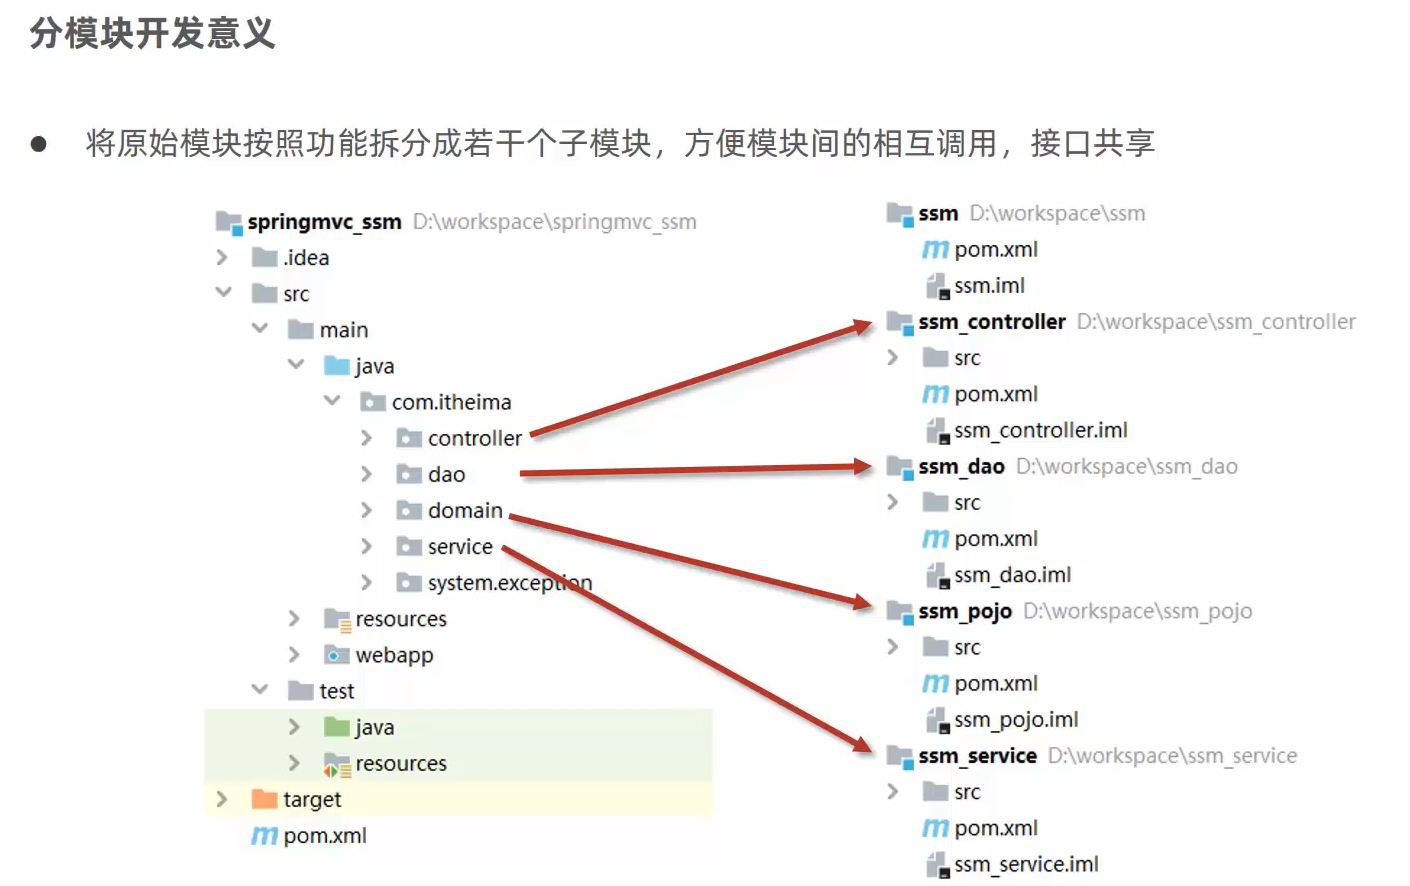 分模块开发意义
● 将原始模块按照功能拆分成若干个子模块，方便模块间的相互调用，接口共享
springmvc_ssm D:\workspace\springmvc_ssm
.idea
src
main
java
com.itheima
controller
dao
domain
service
system.exception
resources
webapp
test
java
resources
target
pom.xml
ssm D:\workspace\ssm
pom.xml
ssm.iml
ssm_controller D:\workspace\ssm_controller
src
pom.xml
ssm_controller.iml
ssm_dao D:\workspace\ssm_dao
src
pom.xml
ssm_dao.iml
ssm_pojo D:\workspace\ssm_pojo
src
pom.xml
ssm_pojo.iml
ssm_service D:\workspace\ssm_service
src
pom.xml
ssm_service.iml